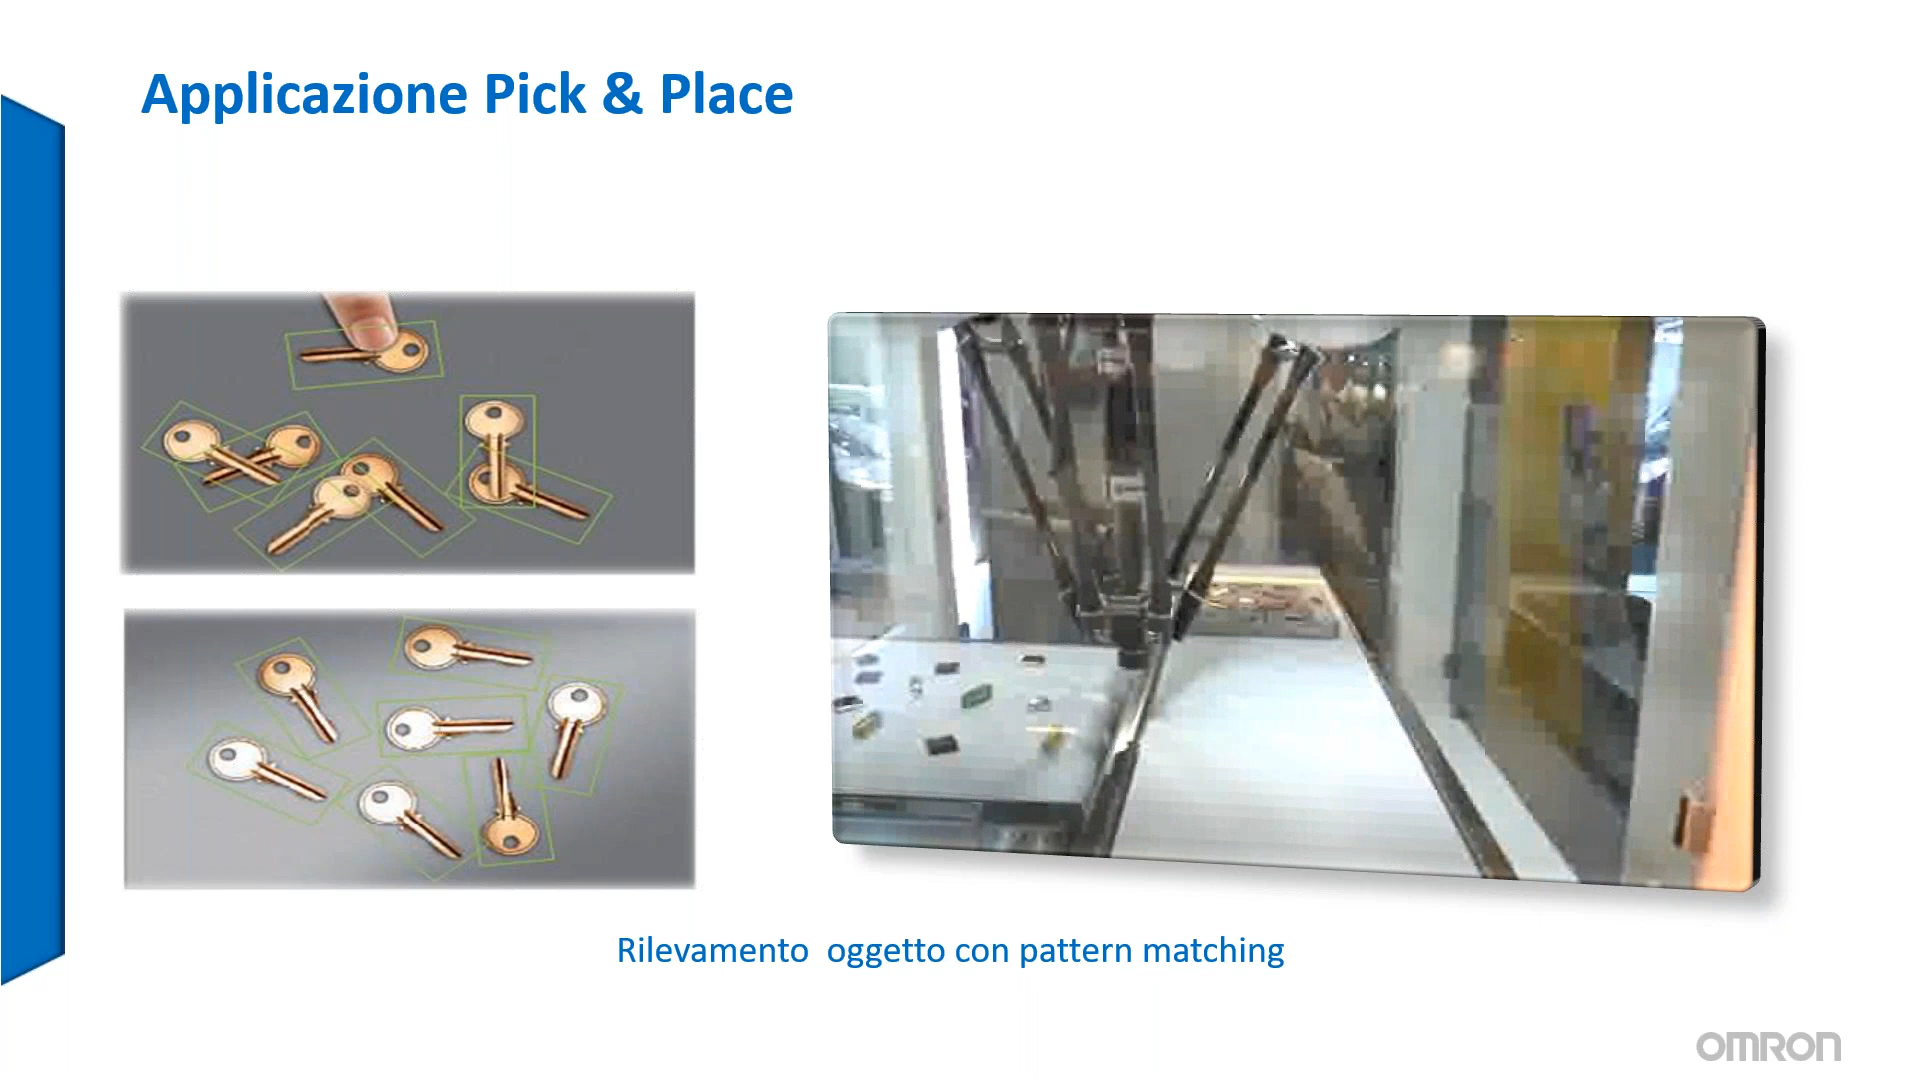 Applicazione Pick & Place
Rilevamento oggetto con pattern matching
OMRON